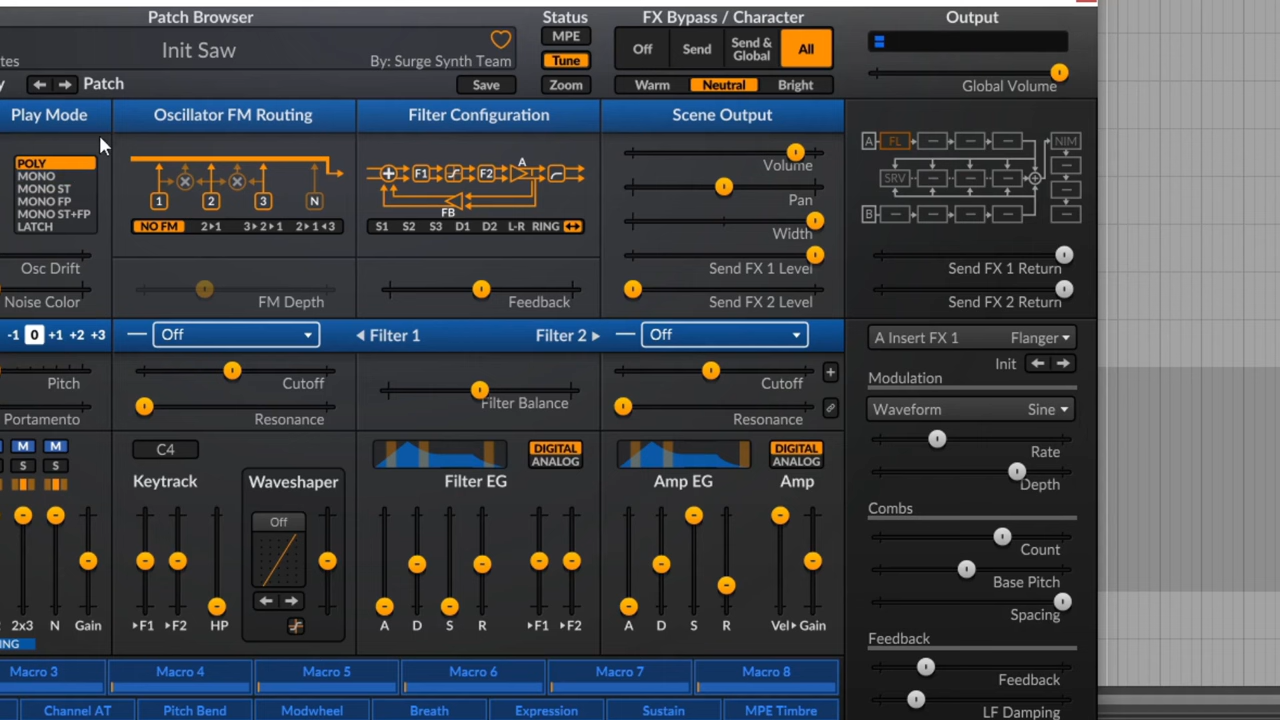 Patch Browser
Status
FX Bypass / Character
Output
Init Saw
By: Surge Synth Team
MPE
Tune
Zoom
Off
Send
Send & Global
All
Patch
Save
Warm
Neutral
Bright
Global Volume
Play Mode
Oscillator FM Routing
Filter Configuration
Scene Output
POLY
MONO
MONO ST
MONO FP
MONO ST+FP
LATCH
1
2
3
N
NO FM
2▸1
3▸2▸1
2▸1◂3
F1
F2
A
FB
S1
S2
S3
D1
D2
L-R
RING
Volume
Pan
Width
Send FX 1 Level
Send FX 2 Level
A
FL
NIM
SRV
B
Osc Drift
Noise Color
FM Depth
Feedback
Send FX 1 Return
Send FX 2 Return
-1 0 +1 +2 +3
Off
Filter 1
Filter 2
Off
A Insert FX 1
Flanger
Init
Pitch
Portamento
Cutoff
Resonance
Filter Balance
Cutoff
Resonance
Modulation
Waveform
Sine
Rate
Depth
M
M
S
S
C4
Keytrack
Waveshaper
Off
DIGITAL
ANALOG
Filter EG
DIGITAL
ANALOG
Amp EG
Amp
Combs
Count
Base Pitch
Spacing
2x3
N
Gain
▸F1
▸F2
HP
A
D
S
R
▸F1
▸F2
A
D
S
R
Vel▸Gain
Feedback
Feedback
LF Damping
Macro 3
Macro 4
Macro 5
Macro 6
Macro 7
Macro 8
Channel AT
Pitch Bend
Modwheel
Breath
Expression
Sustain
MPE Timbre